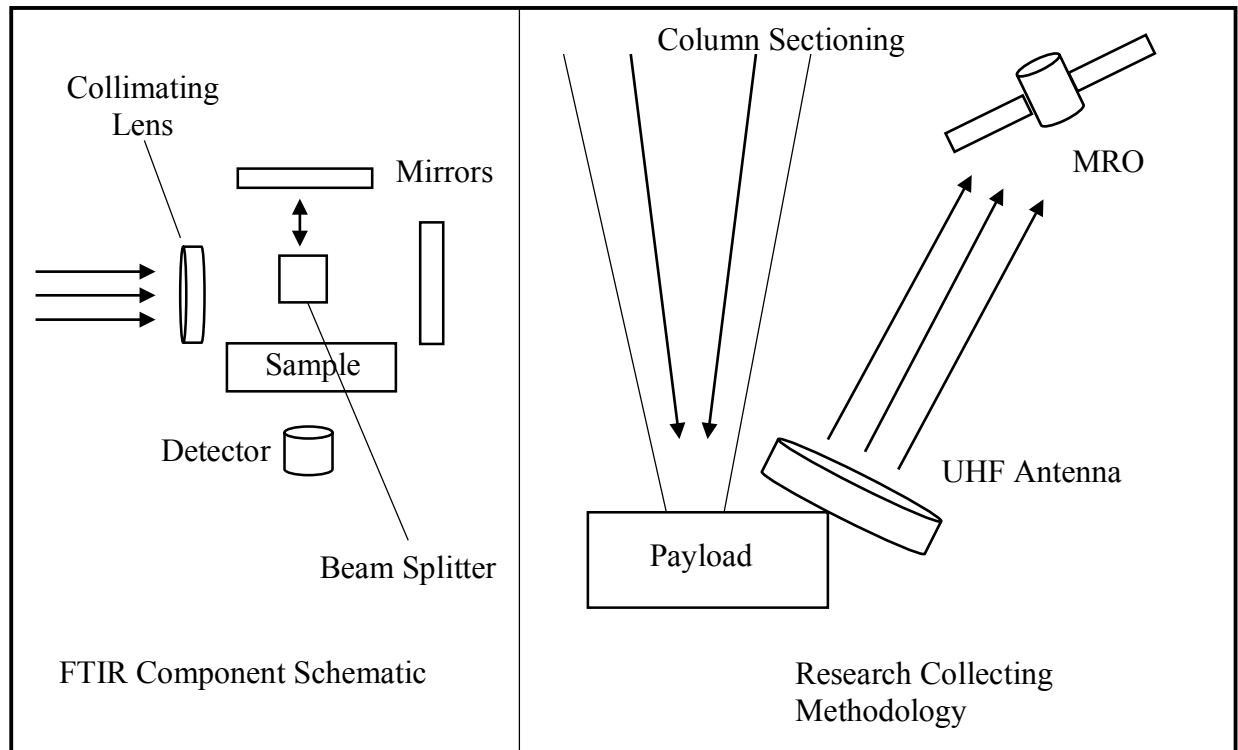 Collimating
Lens
Mirrors
Sample
Detector
Beam Splitter
FTIR Component Schematic
Column Sectioning
MRO
UHF Antenna
Payload
Research Collecting
Methodology